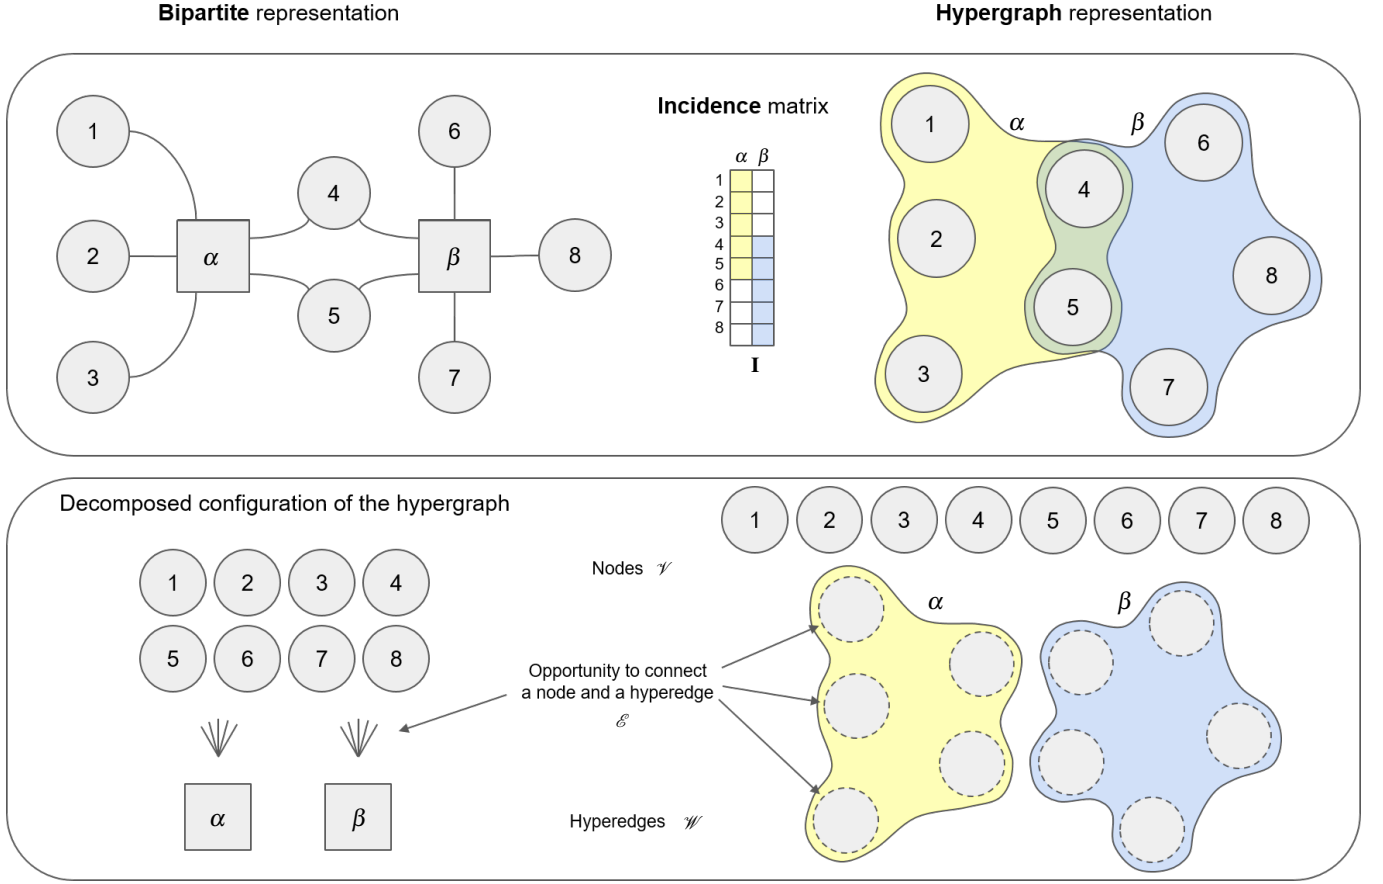 Bipartite representation
Hypergraph representation
1
2
3
α
4
5
β
6
7
8
Incidence matrix
α β
1
2
3
4
5
6
7
8
I
α
β
1
2
3
4
5
6
7
8
Decomposed configuration of the hypergraph
1 2 3 4
5 6 7 8
α β
Nodes 𝒱
Opportunity to connect
a node and a hyperedge
ℰ
Hyperedges 𝒲
1 2 3 4 5 6 7 8
α
β